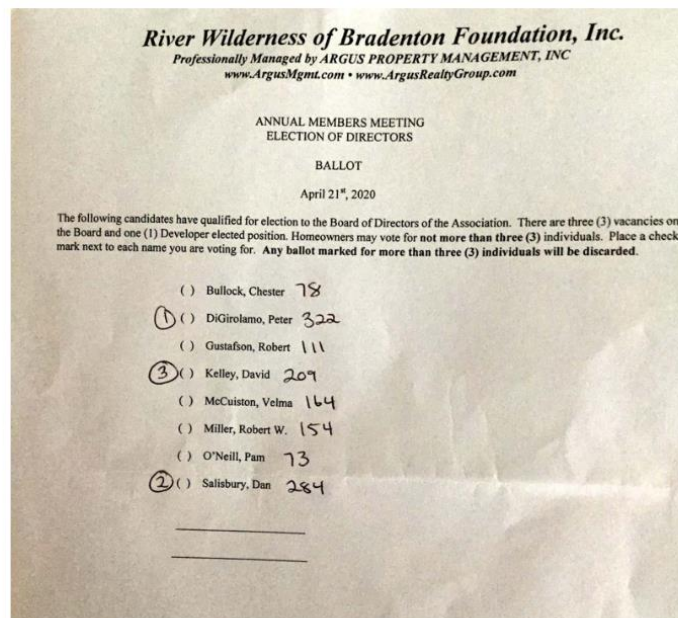 River Wilderness of Bradenton Foundation, Inc.
Professionally Managed by ARGUS PROPERTY MANAGEMENT, INC
www.ArgusMgmt.com • www.ArgusRealtyGroup.com
ANNUAL MEMBERS MEETING
ELECTION OF DIRECTORS
BALLOT
April 21st, 2020
The following candidates have qualified for election to the Board of Directors of the Association. There are three (3) vacancies on
the Board and one (1) Developer elected position. Homeowners may vote for not more than three (3) individuals. Place a check
mark next to each name you are voting for. Any ballot marked for more than three (3) individuals will be discarded.
( ) Bullock, Chester 78
① ( ) DiGirolamo, Peter 322
( ) Gustafson, Robert 111
③ ( ) Kelley, David 209
( ) McCuiston, Velma 164
( ) Miller, Robert W. 154
( ) O'Neill, Pam 73
② ( ) Salisbury, Dan 284